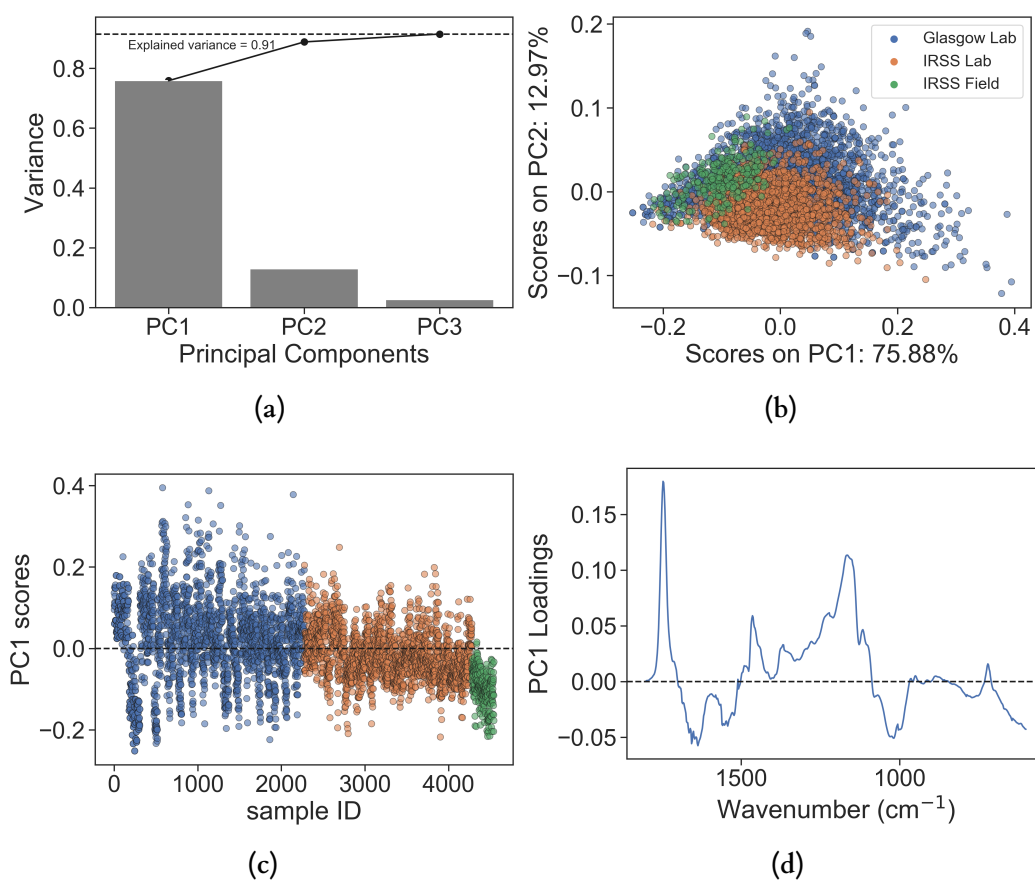 Explained variance = 0.91
Variance
0.8
0.6
0.4
0.2
0.0
PC1 PC2 PC3
Principal Components
(a)
Glasgow Lab
IRSS Lab
IRSS Field
Scores on PC2: 12.97%
0.2
0.1
0.0
−0.1
−0.2 0.0 0.2 0.4
Scores on PC1: 75.88%
(b)
PC1 scores
0.4
0.2
0.0
−0.2
0 1000 2000 3000 4000
sample ID
(c)
PC1 Loadings
0.15
0.10
0.05
0.00
−0.05
1500 1000
Wavenumber (cm⁻¹)
(d)